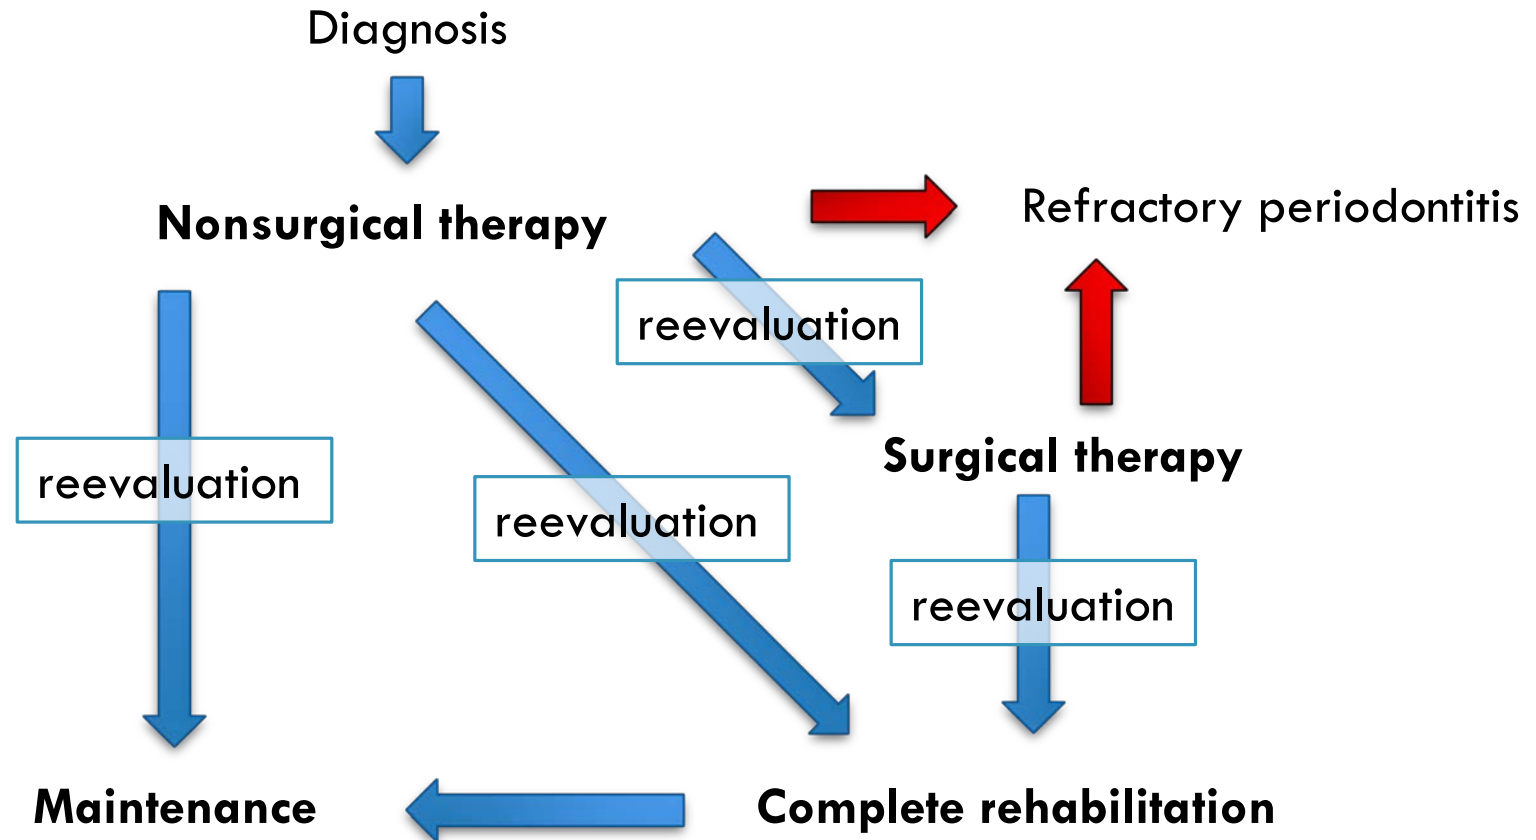 Diagnosis
Nonsurgical therapy
Refractory periodontitis
reevaluation
Surgical therapy
reevaluation
reevaluation
reevaluation
Maintenance
Complete rehabilitation